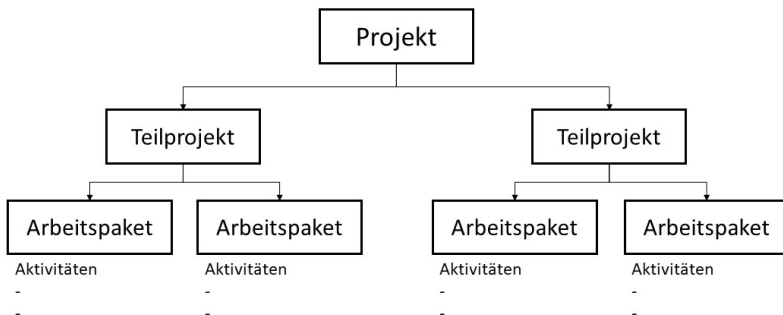 Projekt
Teilprojekt Teilprojekt
Arbeitspaket Arbeitspaket Arbeitspaket Arbeitspaket
Aktivitäten Aktivitäten Aktivitäten Aktivitäten
- - - -
- - - -